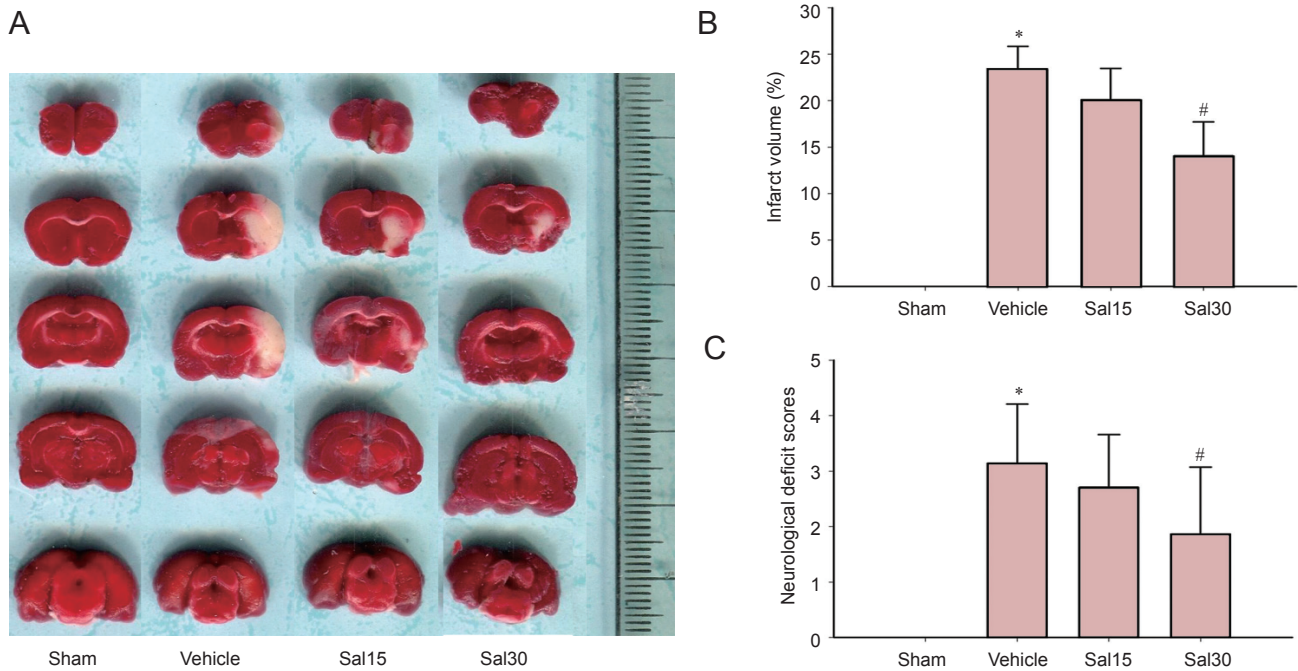 A
Sham Vehicle Sal15 Sal30
B
Infarct volume (%)
30
25
20
15
10
5
0
*
#
Sham Vehicle Sal15 Sal30
C
Neurological deficit scores
5
4
3
2
1
0
*
#
Sham Vehicle Sal15 Sal30